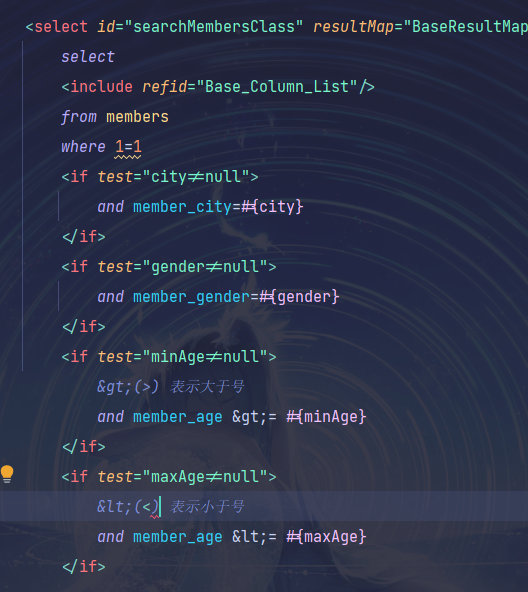 <select id="searchMembersClass" resultMap="BaseResultMap
select
<include refid="Base_Column_List"/>
from members
where 1=1
<if test="city!=null">
and member_city=#{city}
</if>
<if test="gender!=null">
and member_gender=#{gender}
</if>
<if test="minAge!=null">
&gt;(>) 表示大于号
and member_age &gt;= #{minAge}
</if>
<if test="maxAge!=null">
&lt;(<) 表示小于号
and member_age &lt;= #{maxAge}
</if>